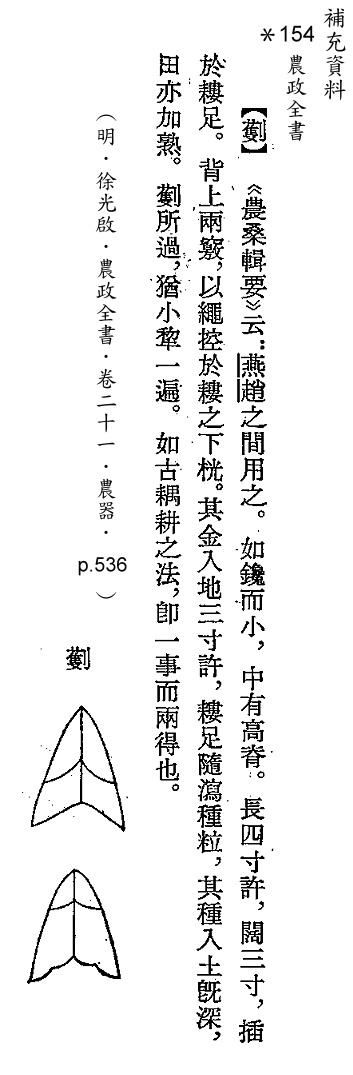 補充資料
＊154 農政全書
【劐】 《農桑輯要》云：燕趙之間用之。如鑱而小，中有高脊。長四寸許，闊三寸，插
於耬足。背上兩竅，以繩控於耬之下桄。其金入地三寸許，耬足隨瀉種粒，其種入土旣深，
田亦加熟。劐所過，猶小犂一遍。如古耦耕之法，卽一事而兩得也。
（明．徐光啟．農政全書．卷二十一．農器．p.536）
劐